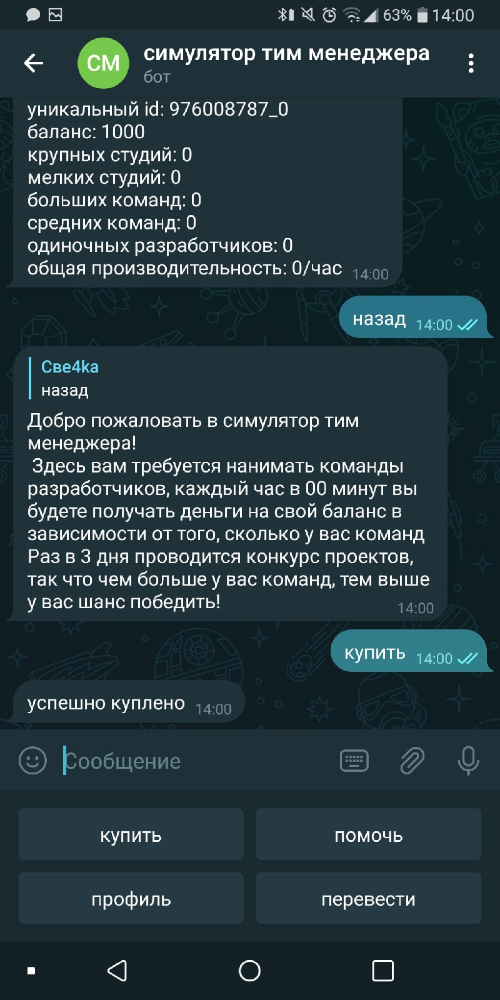 63% 14:00
СМ
симулятор тим менеджера
бот
уникальный id: 976008787_0
баланс: 1000
крупных студий: 0
мелких студий: 0
больших команд: 0
средних команд: 0
одиночных разработчиков: 0
общая производительность: 0/час 14:00
назад 14:00
Све4ka
назад
Добро пожаловать в симулятор тим
менеджера!
Здесь вам требуется нанимать команды
разработчиков, каждый час в 00 минут вы
будете получать деньги на свой баланс в
зависимости от того, сколько у вас команд
Раз в 3 дня проводится конкурс проектов,
так что чем больше у вас команд, тем выше
у вас шанс победить! 14:00
купить 14:00
успешно куплено 14:00
Сообщение
купить помочь
профиль перевести